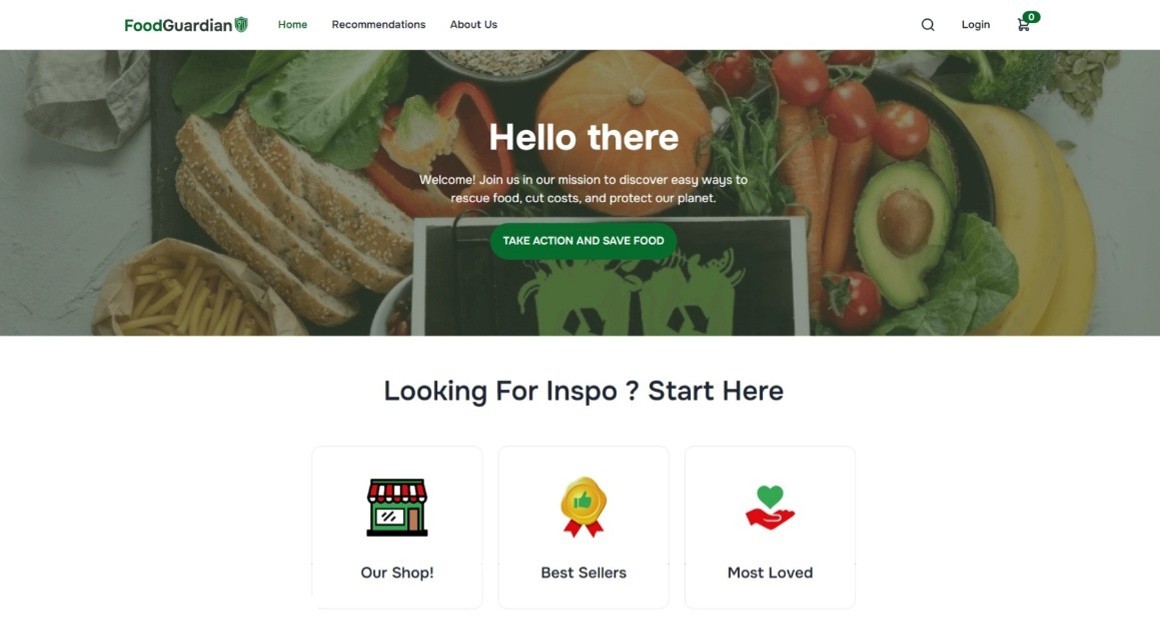 FoodGuardian
Home
Recommendations
About Us
Login
0
Hello there
Welcome! Join us in our mission to discover easy ways to
rescue food, cut costs, and protect our planet.
TAKE ACTION AND SAVE FOOD
Looking For Inspo ? Start Here
Our Shop!
Best Sellers
Most Loved